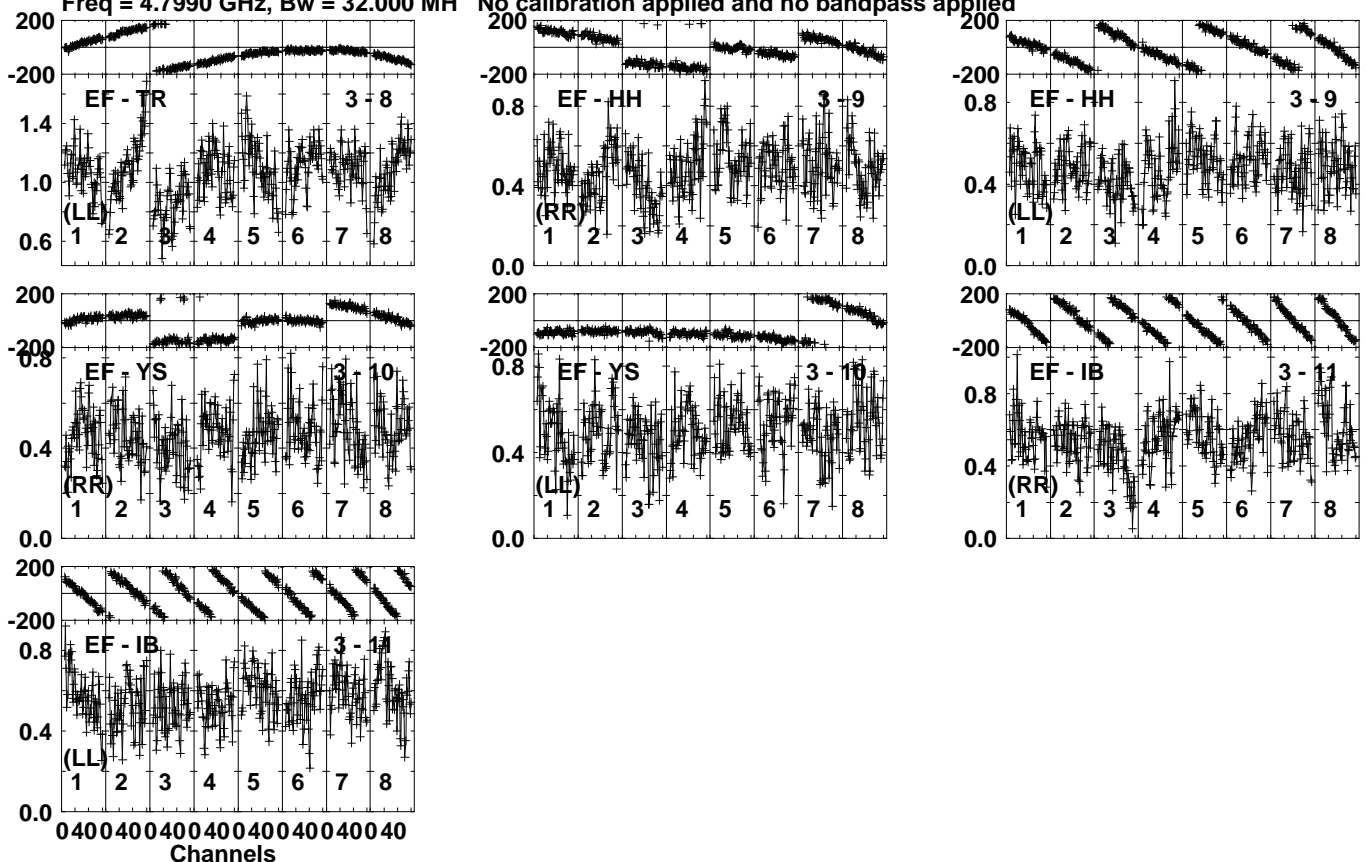 Freq = 4.7990 GHz, Bw = 32.000 MH No calibration applied and no bandpass applied
200
-200
EF - TR 3 - 8
1.4
1.0
0.6
(LL)
1 2 3 4 5 6 7 8
200
-200
EF - HH 3 - 9
0.8
0.4
0.0
(RR)
1 2 3 4 5 6 7 8
200
-200
EF - HH 3 - 9
0.8
0.4
0.0
(LL)
1 2 3 4 5 6 7 8
200
-200
EF - YS 3 - 10
0.8
0.4
0.0
(RR)
1 2 3 4 5 6 7 8
200
-200
EF - YS 3 - 10
0.8
0.4
0.0
(LL)
1 2 3 4 5 6 7 8
200
-200
EF - IB 3 - 11
0.8
0.4
0.0
(RR)
1 2 3 4 5 6 7 8
200
-200
EF - IB 3 - 11
0.8
0.4
0.0
(LL)
1 2 3 4 5 6 7 8
0 40 0 40 0 40 0 40 0 40 0 40 0 40 0 40
Channels